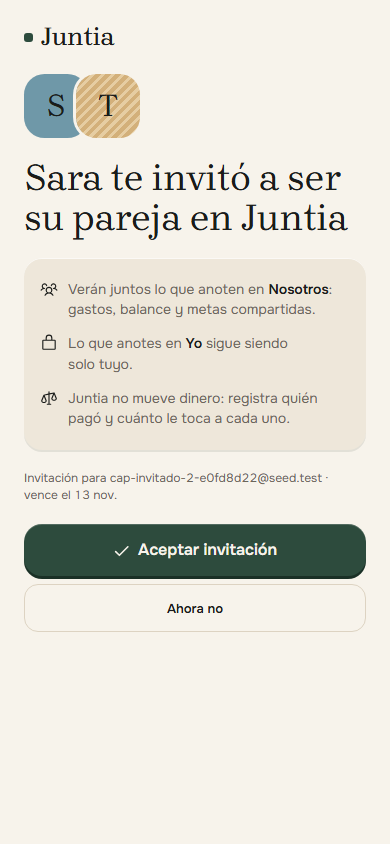 Juntia
S T
Sara te invitó a ser
su pareja en Juntia
Verán juntos lo que anoten en Nosotros:
gastos, balance y metas compartidas.
Lo que anotes en Yo sigue siendo
solo tuyo.
Juntia no mueve dinero: registra quién
pagó y cuánto le toca a cada uno.
Invitación para cap-invitado-2-e0fd8d22@seed.test ·
vence el 13 nov.
Aceptar invitación
Ahora no